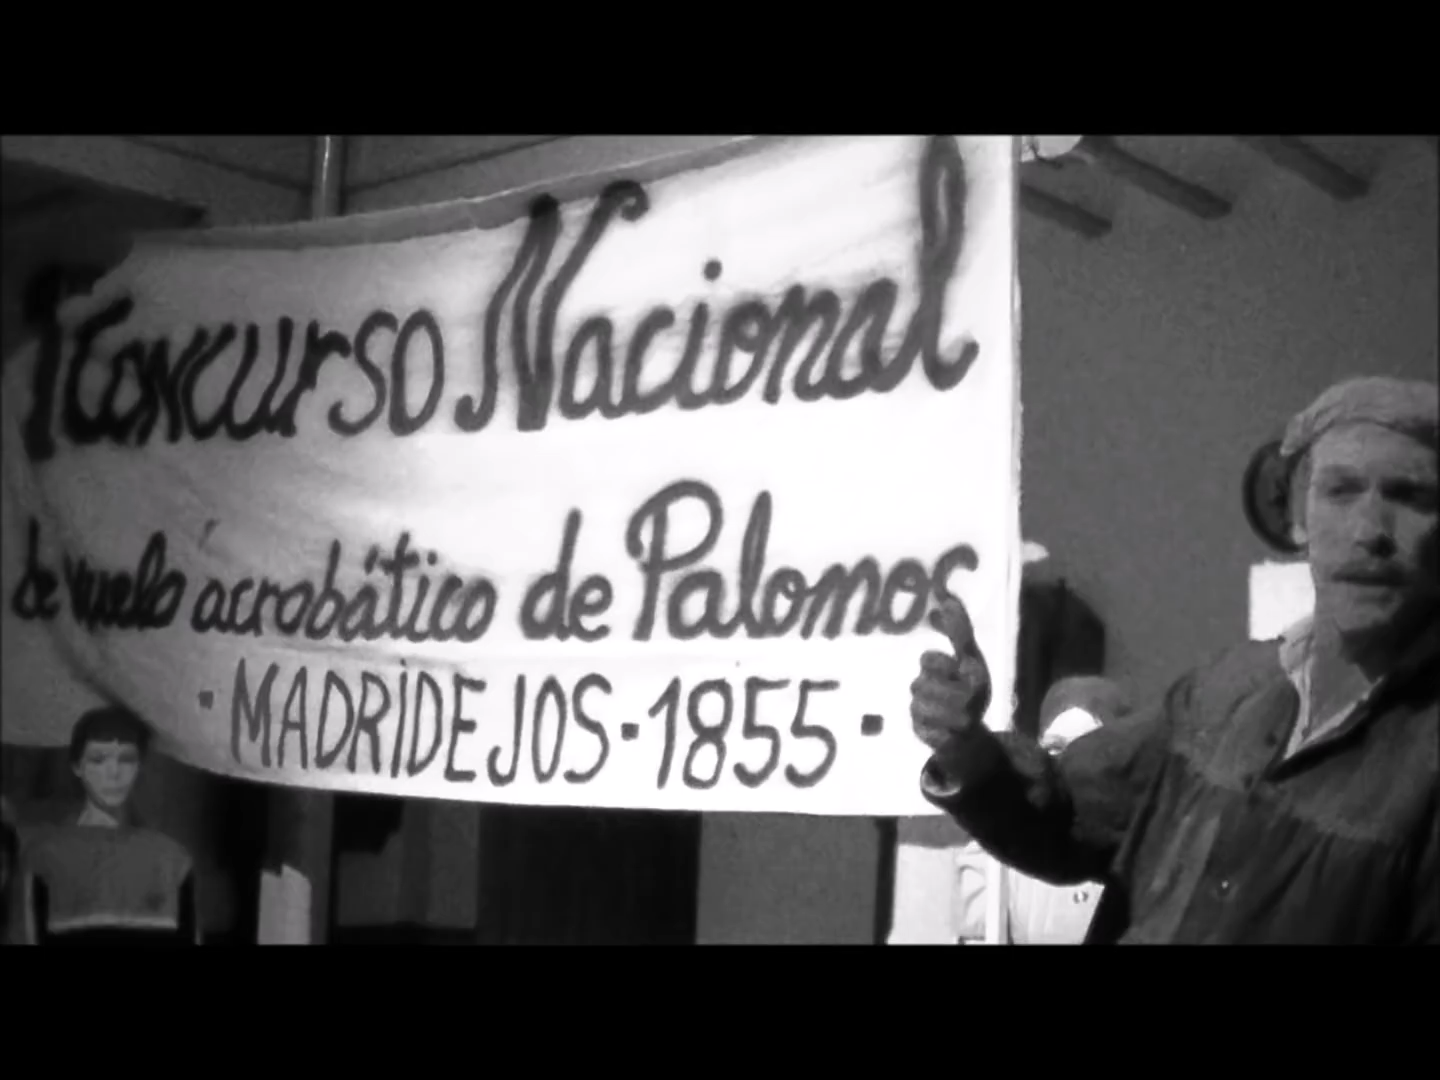 I Concurso Nacional
de vuelo acrobático de Palomos
· MADRIDEJOS - 1855 ·